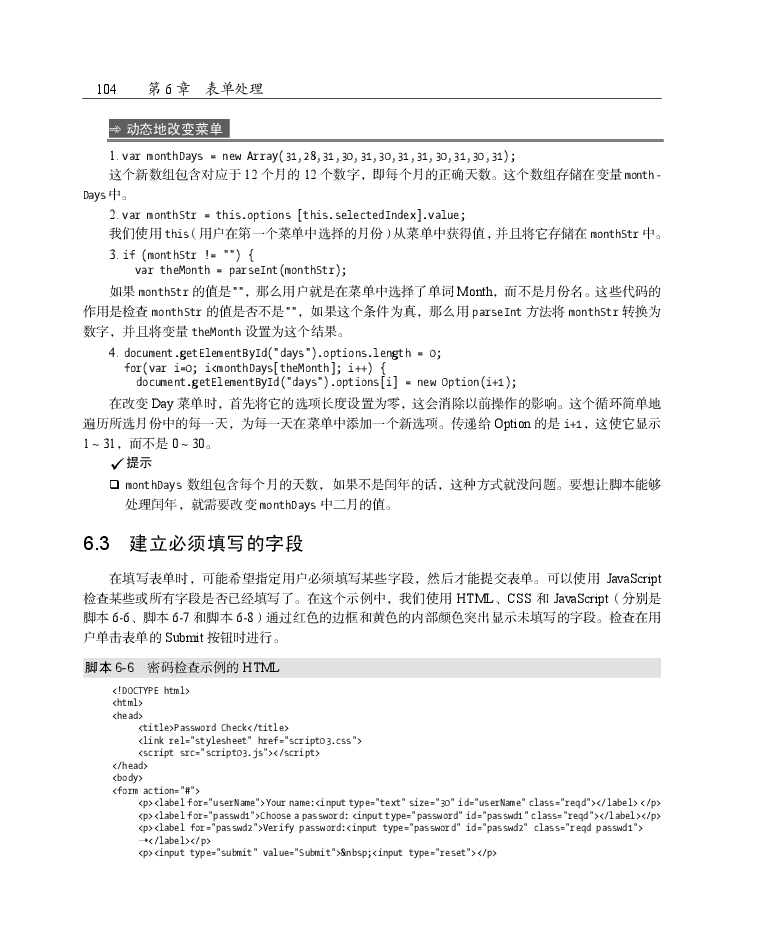 104 第 6 章 表单处理
动态地改变菜单
1. var monthDays = new Array(31,28,31,30,31,30,31,31,30,31,30,31);
这个新数组包含对应于 12 个月的 12 个数字，即每个月的正确天数。这个数组存储在变量 month-
Days 中。
2. var monthStr = this.options [this.selectedIndex].value;
我们使用 this（用户在第一个菜单中选择的月份）从菜单中获得值，并且将它存储在 monthStr 中。
3. if (monthStr != "") {
var theMonth = parseInt(monthStr);
如果 monthStr 的值是""，那么用户就是在菜单中选择了单词 Month，而不是月份名。这些代码的
作用是检查 monthStr 的值是否不是""，如果这个条件为真，那么用 parseInt 方法将 monthStr 转换为
数字，并且将变量 theMonth 设置为这个结果。
4. document.getElementById("days").options.length = 0;
for(var i=0; i<monthDays[theMonth]; i++) {
document.getElementById("days").options[i] = new Option(i+1);
在改变 Day 菜单时，首先将它的选项长度设置为零，这会消除以前操作的影响。这个循环简单地
遍历所选月份中的每一天，为每一天在菜单中添加一个新选项。传递给 Option 的是 i+1，这使它显示
1 ~ 31，而不是 0 ~ 30。
✓提示
❑ monthDays 数组包含每个月的天数，如果不是闰年的话，这种方式就没问题。要想让脚本能够
处理闰年，就需要改变 monthDays 中二月的值。
6.3 建立必须填写的字段
在填写表单时，可能希望指定用户必须填写某些字段，然后才能提交表单。可以使用 JavaScript
检查某些或所有字段是否已经填写了。在这个示例中，我们使用 HTML、CSS 和 JavaScript（分别是
脚本 6-6、脚本 6-7 和脚本 6-8）通过红色的边框和黄色的内部颜色突出显示未填写的字段。检查在用
户单击表单的 Submit 按钮时进行。
脚本 6-6 密码检查示例的 HTML
<!DOCTYPE html>
<html>
<head>
<title>Password Check</title>
<link rel="stylesheet" href="script03.css">
<script src="script03.js"></script>
</head>
<body>
<form action="#">
<p><label for="userName">Your name:<input type="text" size="30" id="userName" class="reqd"></label></p>
<p><label for="passwd1">Choose a password: <input type="password" id="passwd1" class="reqd"></label></p>
<p><label for="passwd2">Verify password:<input type="password" id="passwd2" class="reqd passwd1">
➝</label></p>
<p><input type="submit" value="Submit">&nbsp;<input type="reset"></p>